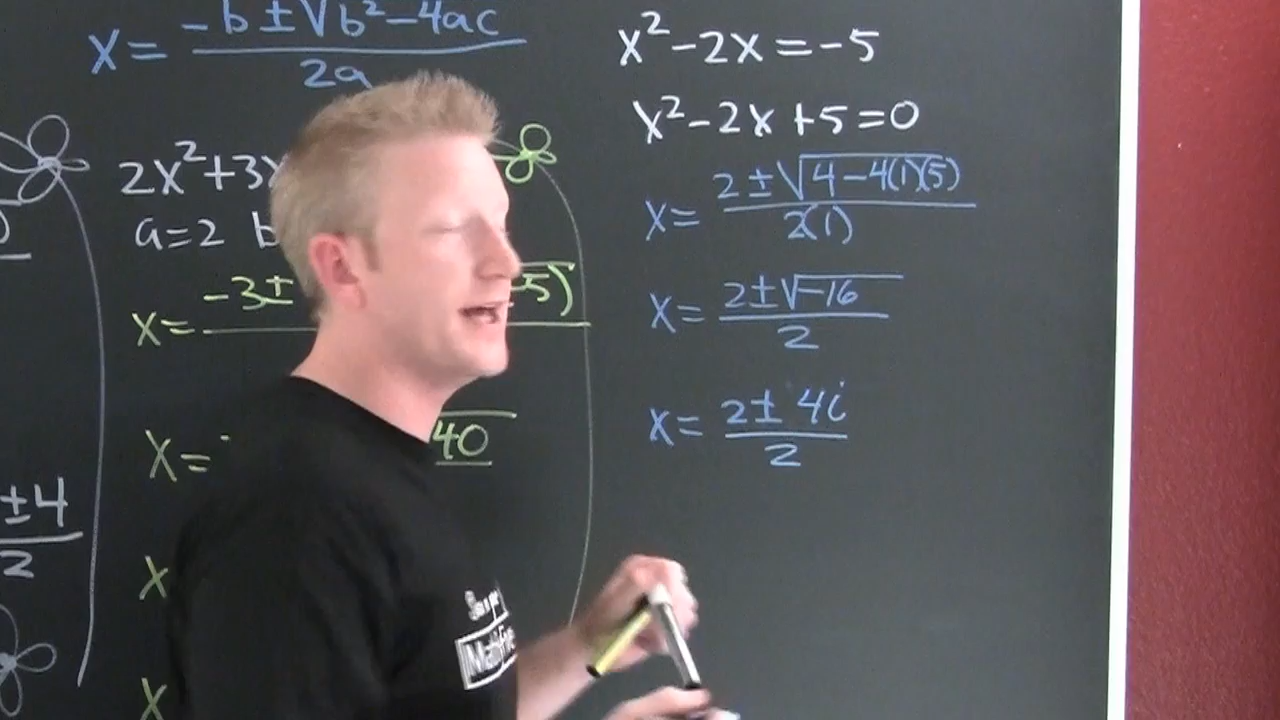 x = -b ± √b² - 4ac / 2a
2x² + 3x
a = 2 b
x = -3 ± -5)
x = 40
x
x
± 4
2
x² - 2x = -5
x² - 2x + 5 = 0
x = 2 ± √4 - 4(1)(5) / 2(1)
x = 2 ± √-16 / 2
x = 2 ± 4i / 2